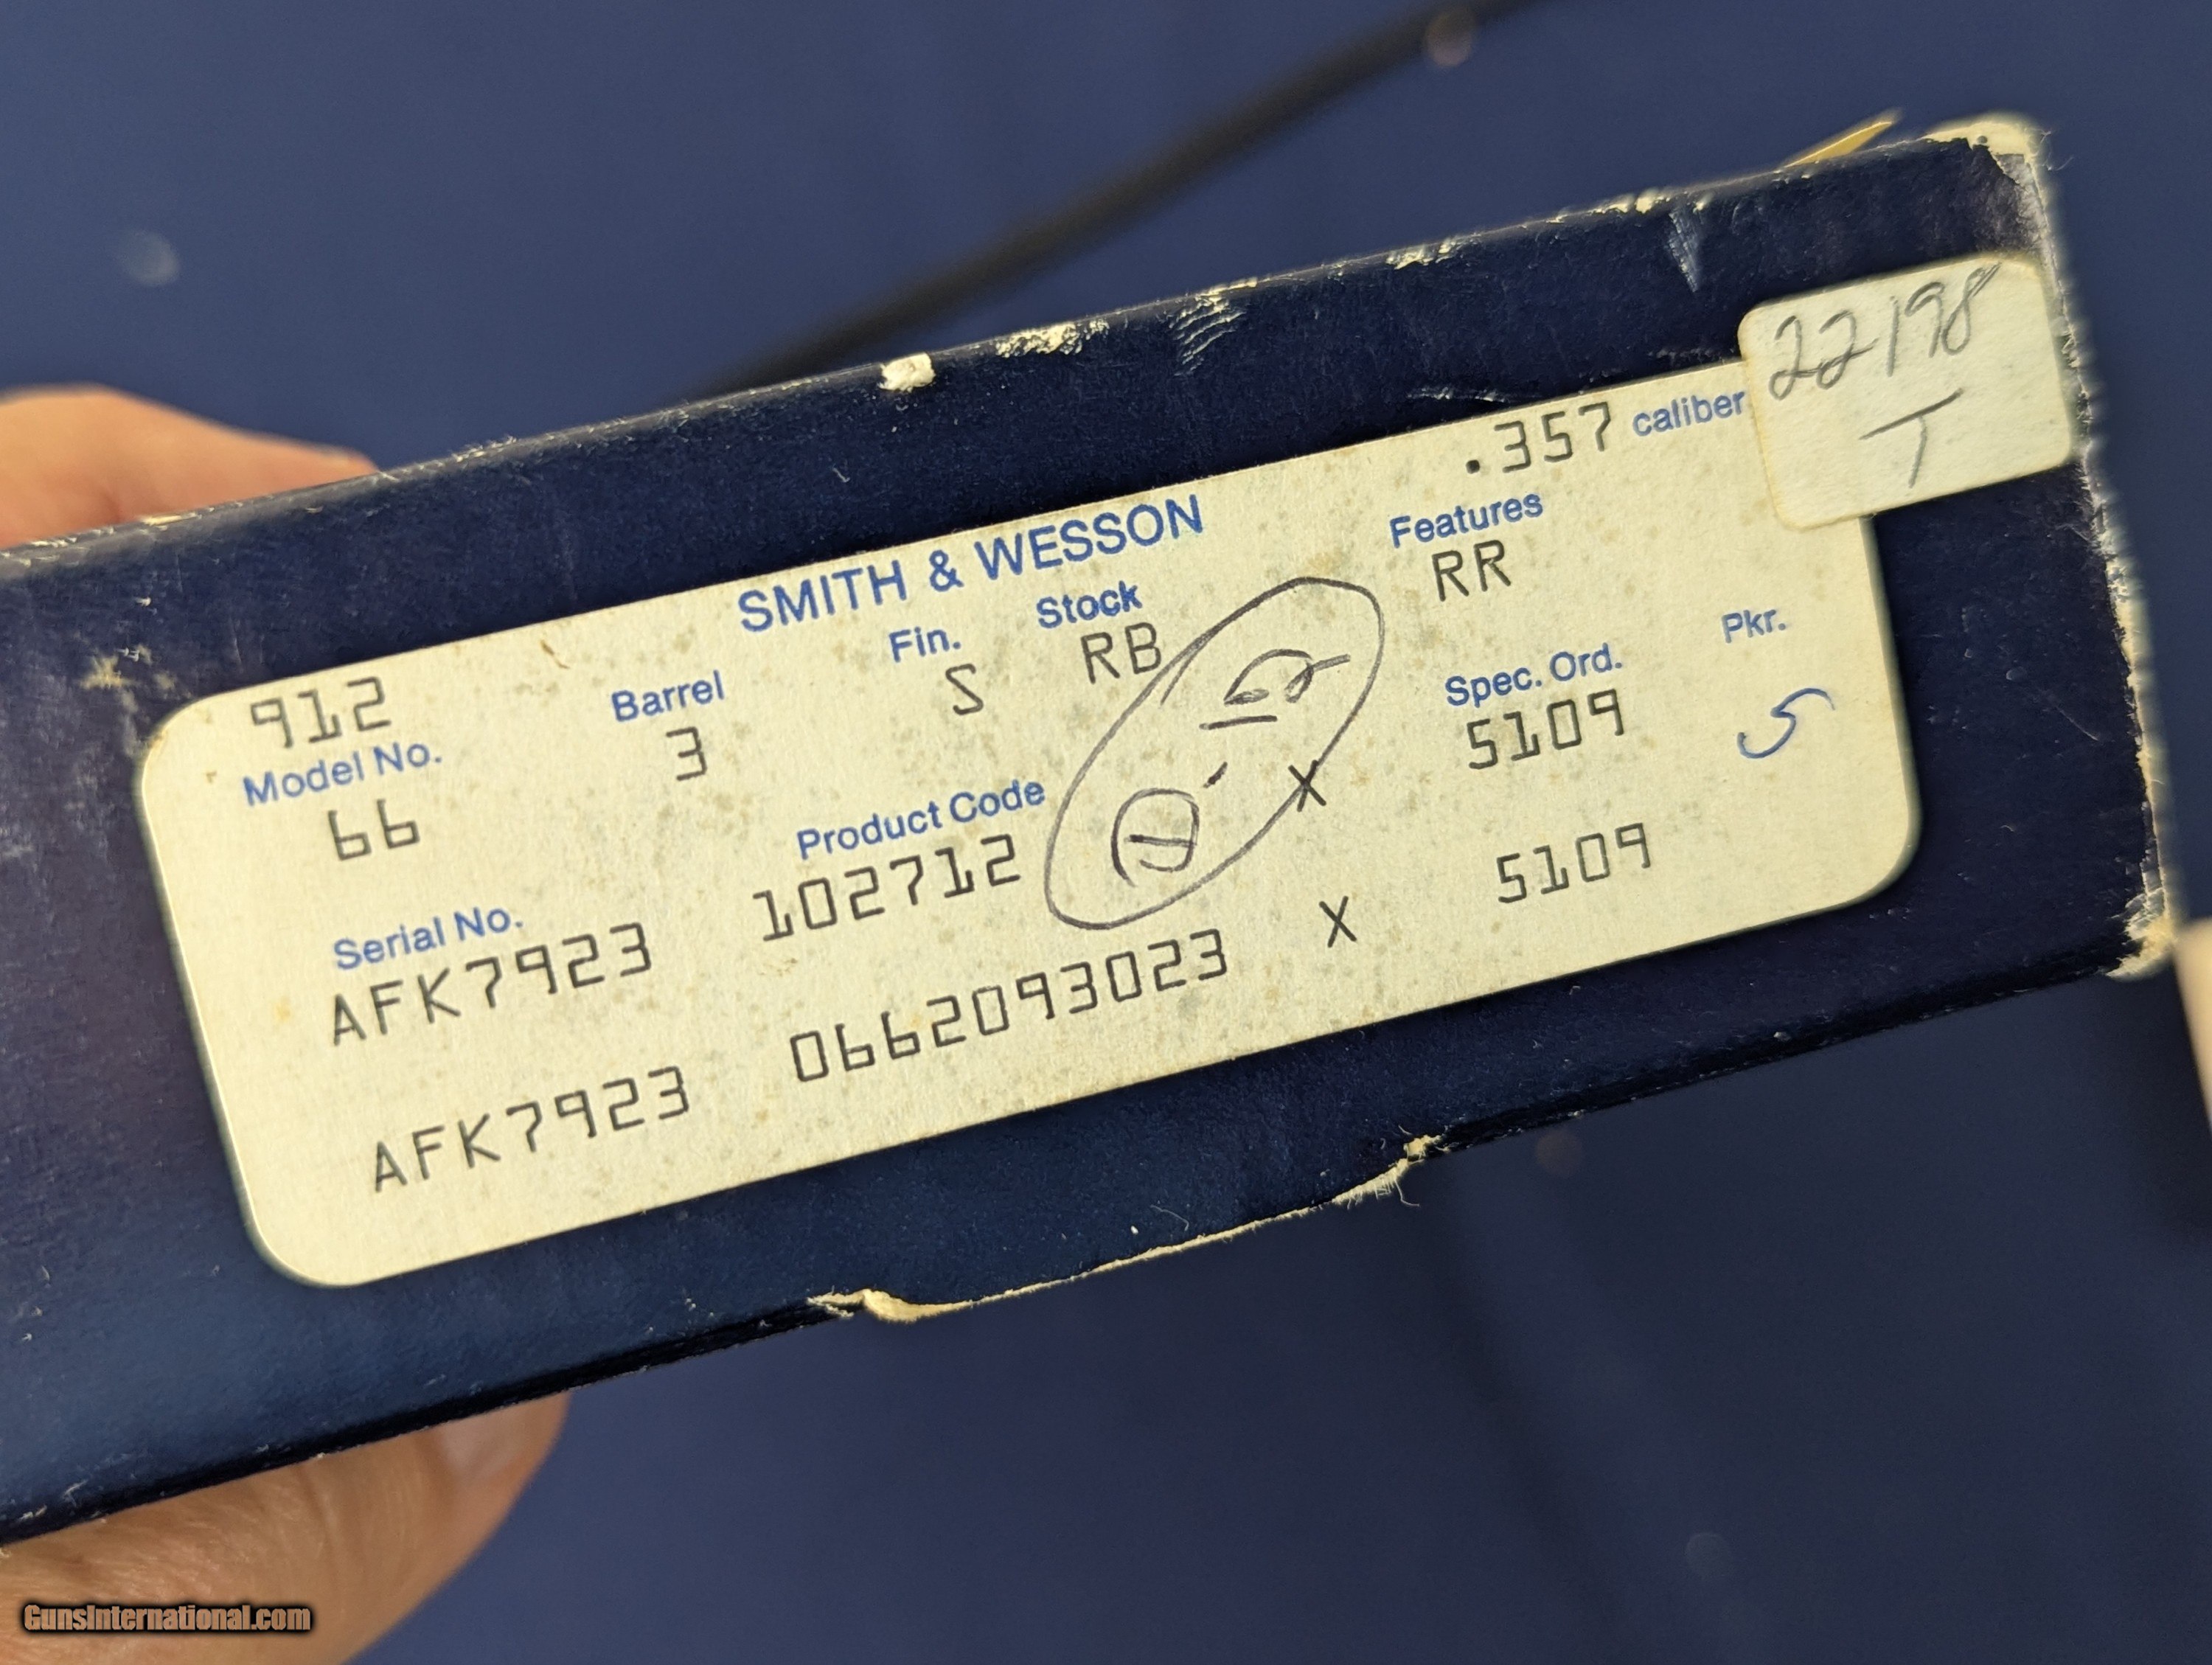 22198
T
.357 caliber
SMITH & WESSON
912
Model No. Barrel Fin. Stock Features
66 3 S RB RR
Serial No. Product Code Spec. Ord. Pkr.
AFK7923 102712 X 5109 S
AFK7923 0662093023 X 5109
GunsInternational.com